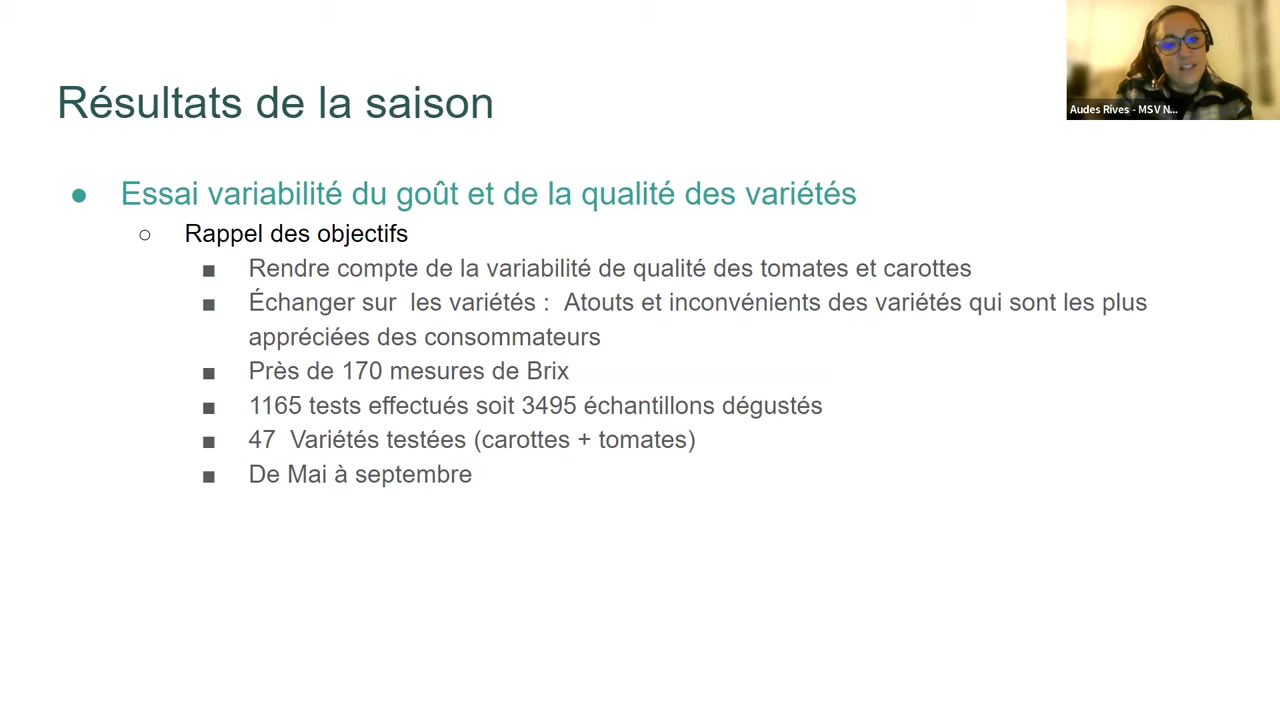 Résultats de la saison
Audes Rives - MSV N...
● Essai variabilité du goût et de la qualité des variétés
○ Rappel des objectifs
■ Rendre compte de la variabilité de qualité des tomates et carottes
■ Échanger sur les variétés : Atouts et inconvénients des variétés qui sont les plus
appréciées des consommateurs
■ Près de 170 mesures de Brix
■ 1165 tests effectués soit 3495 échantillons dégustés
■ 47 Variétés testées (carottes + tomates)
■ De Mai à septembre